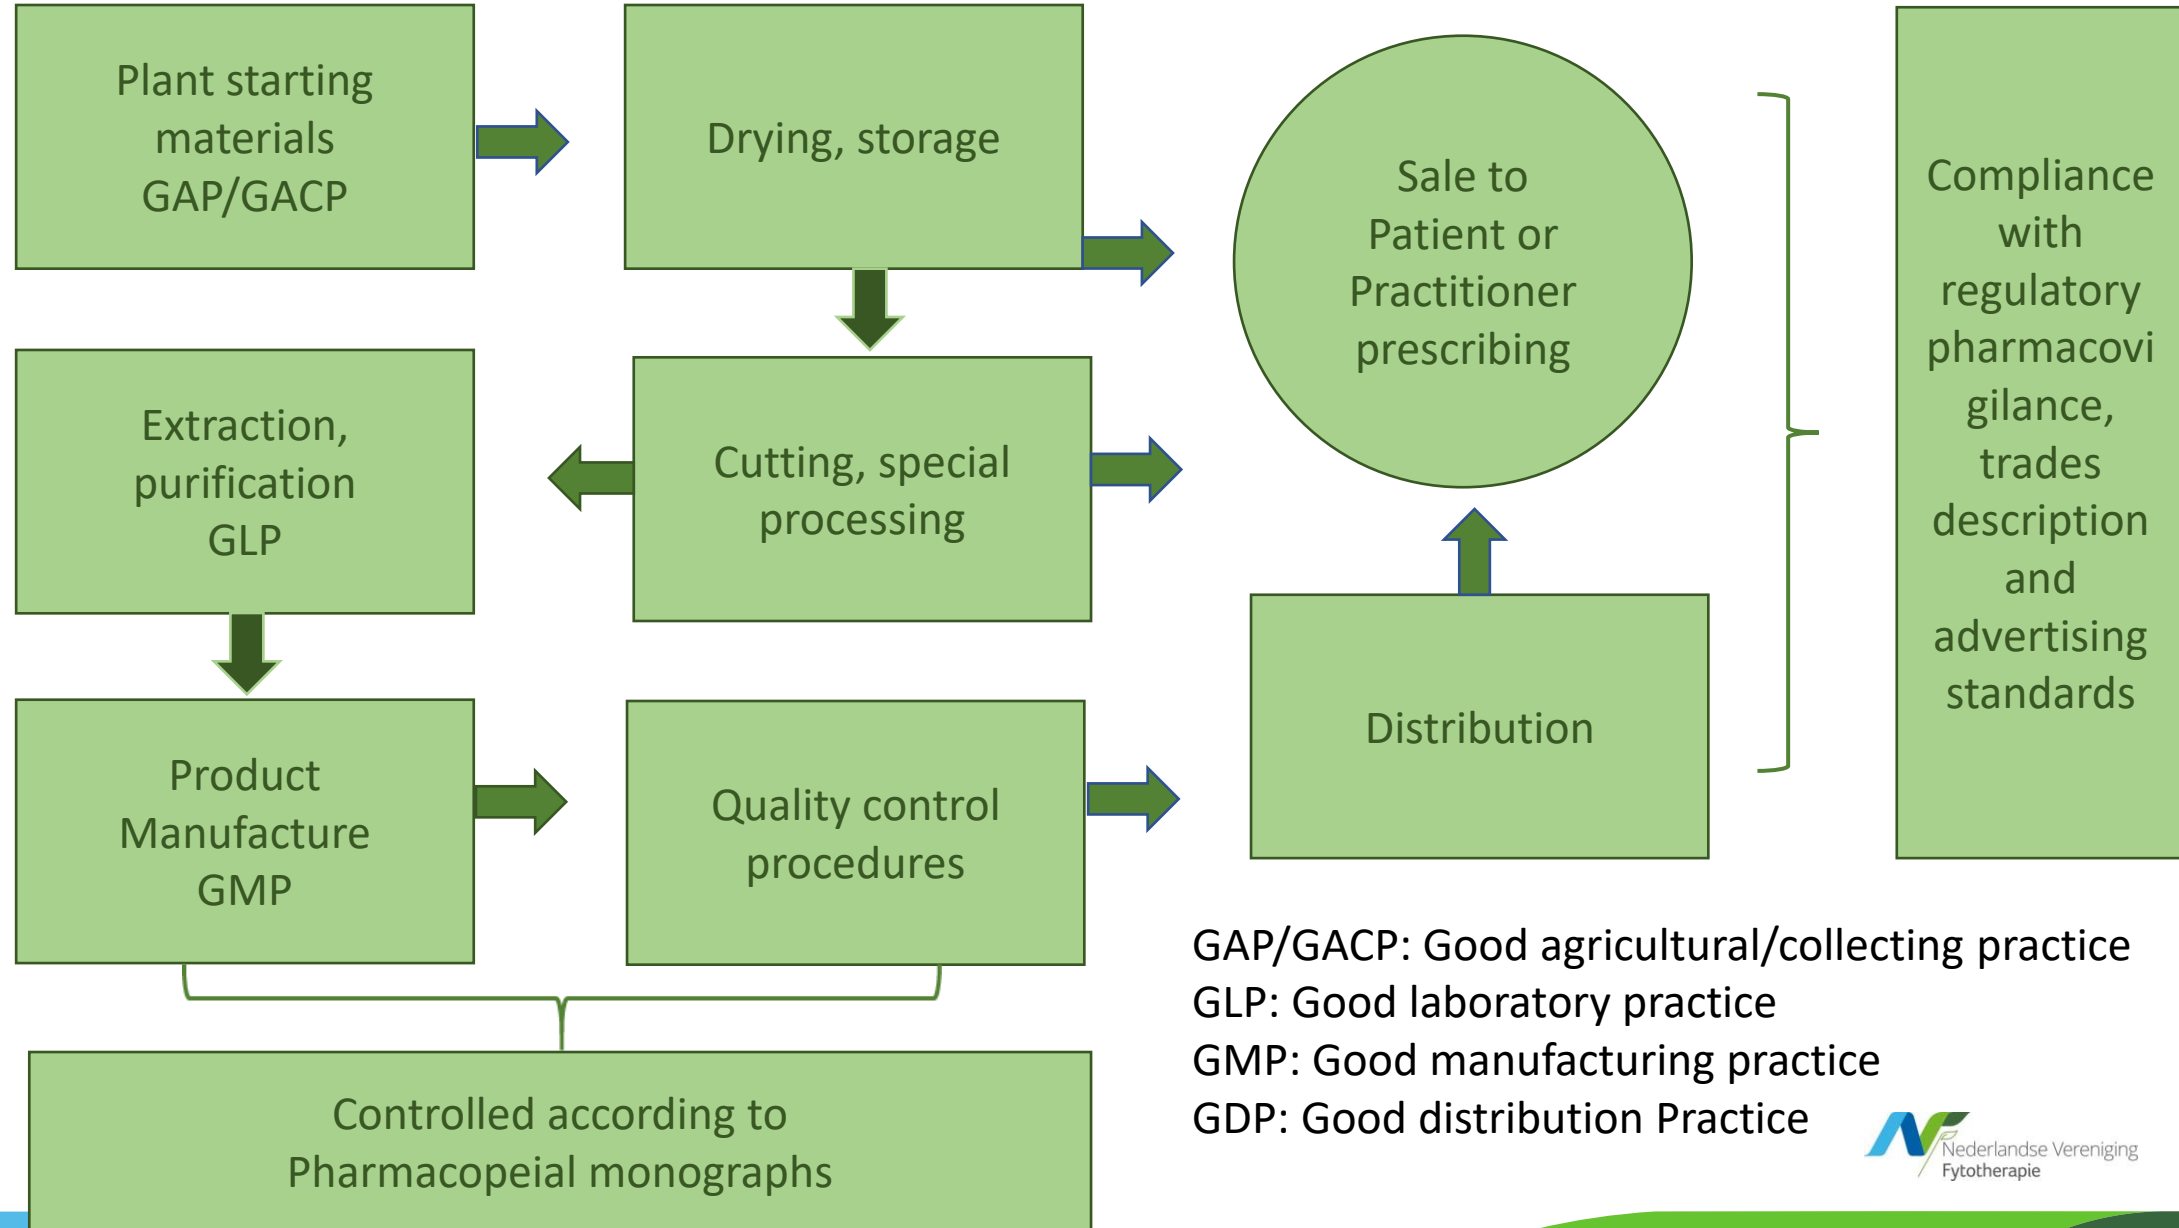 Plant starting
materials
GAP/GACP
Drying, storage
Sale to
Patient or
Practitioner
prescribing
Compliance
with
regulatory
pharmacovi
gilance,
trades
description
and
advertising
standards
Extraction,
purification
GLP
Cutting, special
processing
Product
Manufacture
GMP
Quality control
procedures
Distribution
Controlled according to
Pharmacopeial monographs
GAP/GACP: Good agricultural/collecting practice
GLP: Good laboratory practice
GMP: Good manufacturing practice
GDP: Good distribution Practice
Nederlandse Vereniging
Fytotherapie